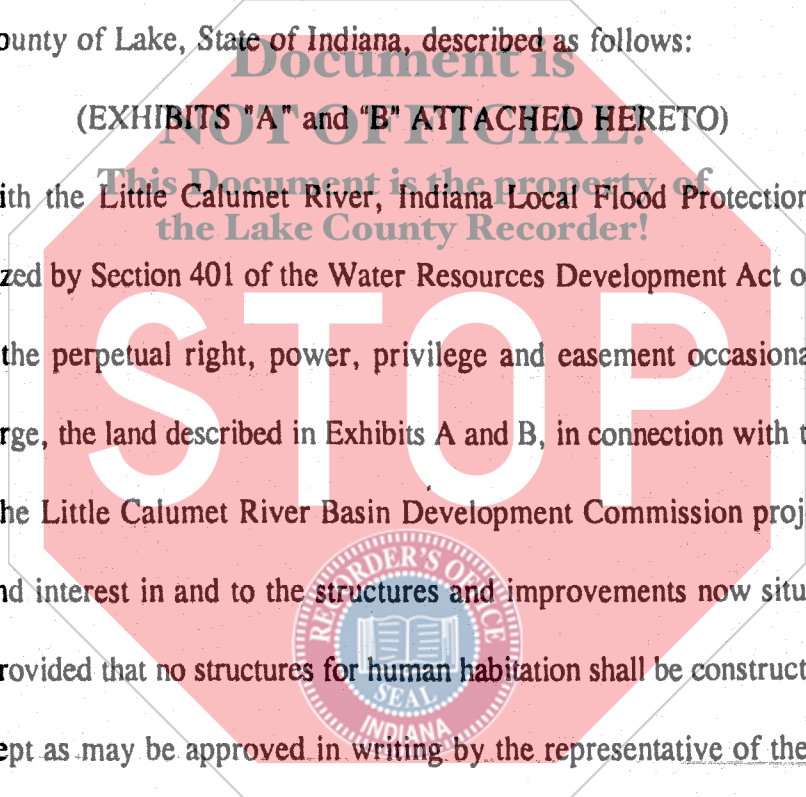 ounty of Lake, State of Indiana, described as follows:
Document is
(EXHIBITS "A" and "B" ATTACHED HERETO)
NOT OFFICIAL!
This Document is the property of
ith the Little Calumet River, Indiana Local Flood Protection
the Lake County Recorder!
zed by Section 401 of the Water Resources Development Act o
STOP
the perpetual right, power, privilege and easement occasiona
rge, the land described in Exhibits A and B, in connection with t
he Little Calumet River Basin Development Commission proj
RECORDER'S OFFICE
nd interest in and to the structures and improvements now situ
rovided that no structures for human habitation shall be construct
SEAL
INDIANA
ept as may be approved in writing by the representative of the